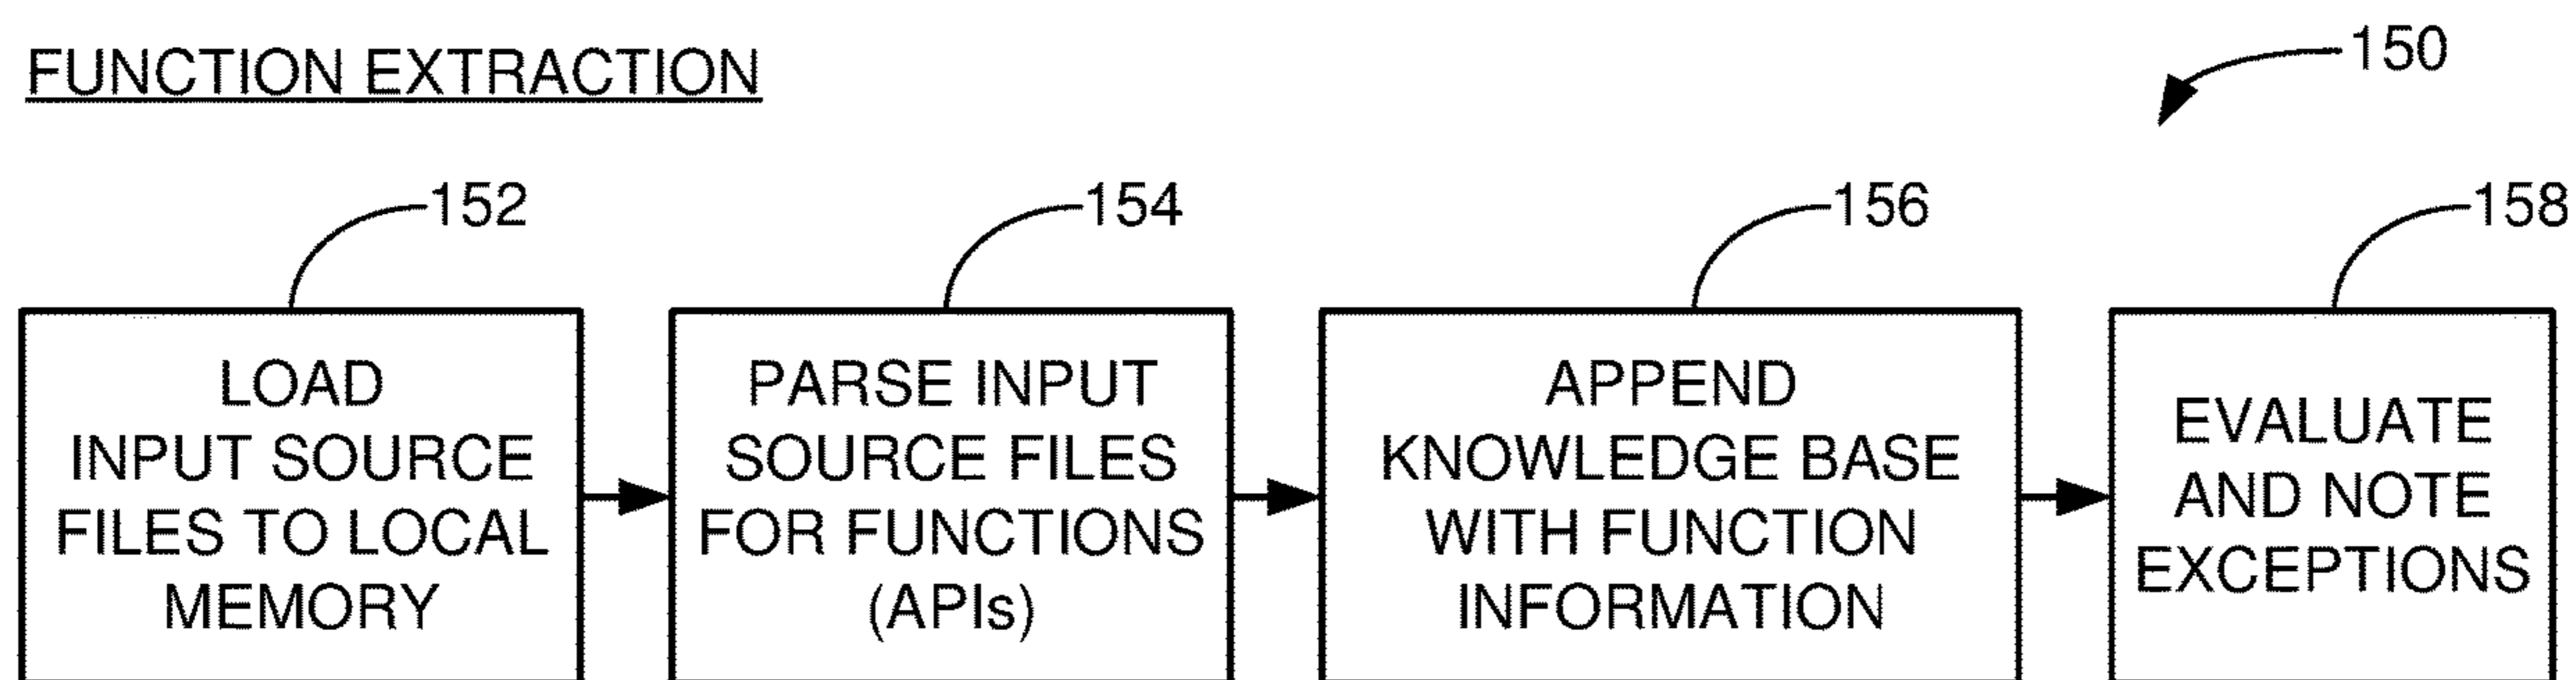 FUNCTION EXTRACTION
150
152
154
156
158
LOAD
INPUT SOURCE
FILES TO LOCAL
MEMORY
PARSE INPUT
SOURCE FILES
FOR FUNCTIONS
(APIs)
APPEND
KNOWLEDGE BASE
WITH FUNCTION
INFORMATION
EVALUATE
AND NOTE
EXCEPTIONS